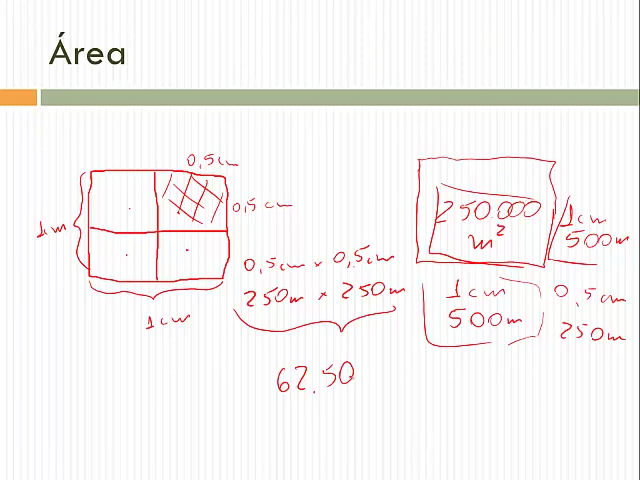 Área
0,5cm
0,5cm
1cm
1cm
0,5cm × 0,5cm
250m × 250m
62.50
250.000
m²
1cm
500m
1cm
500m
0,5cm
250m